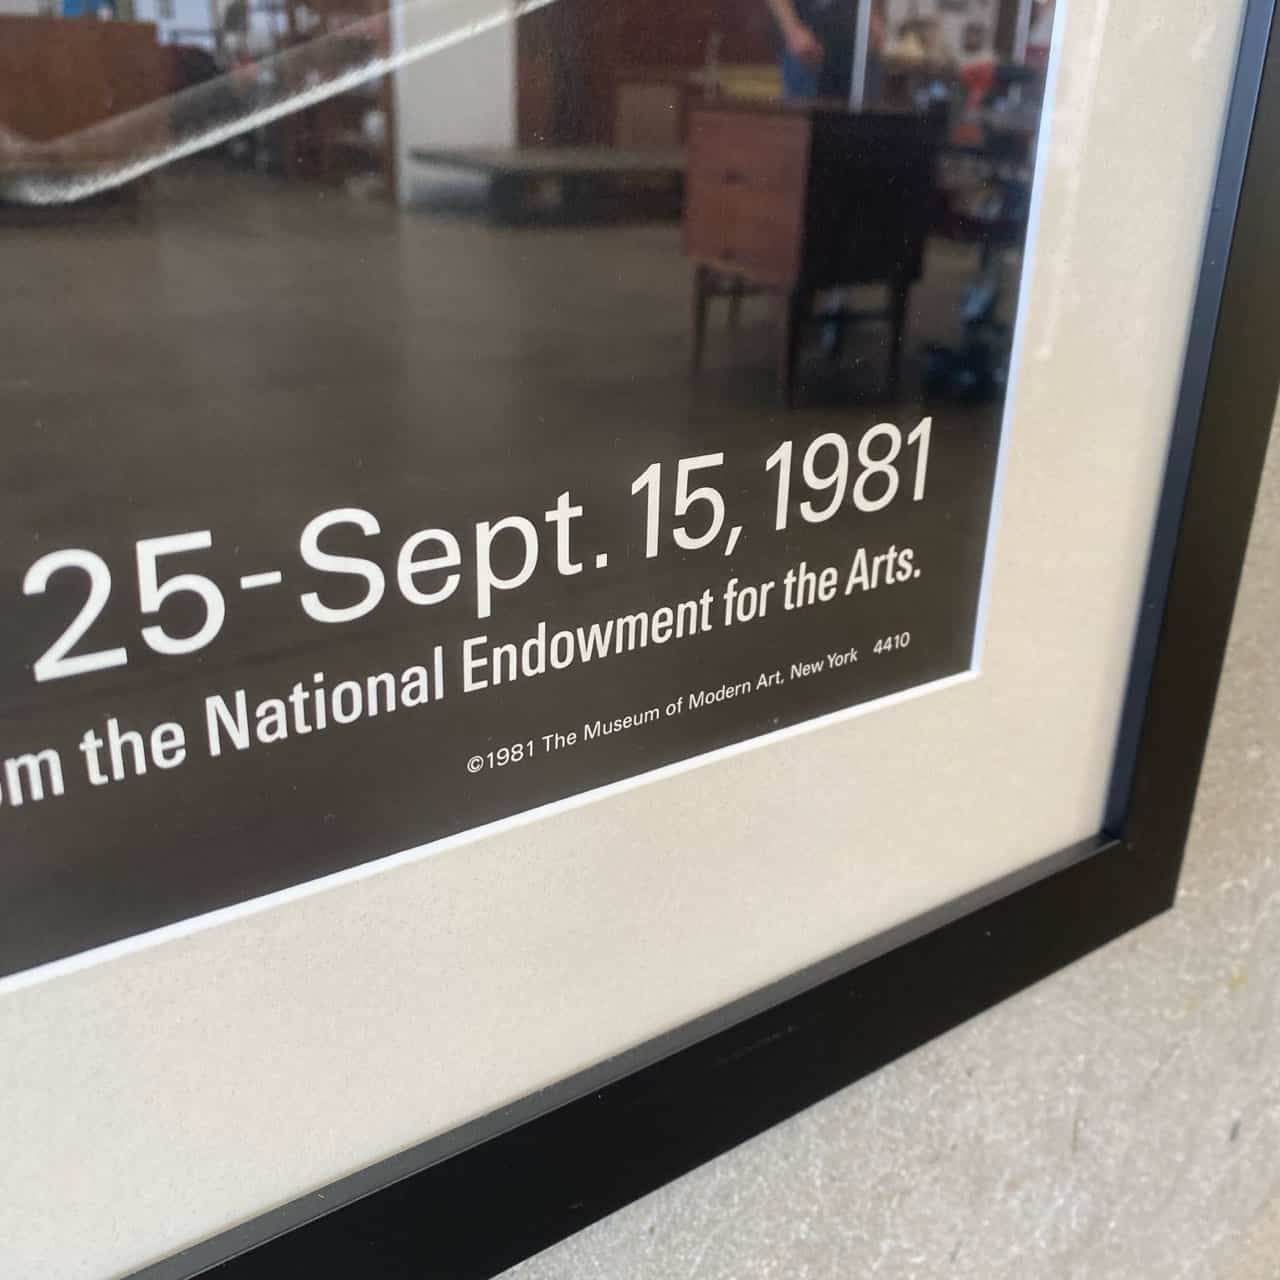 25-Sept. 15, 1981
the National Endowment for the Arts.
©1981 The Museum of Modern Art, New York 4410